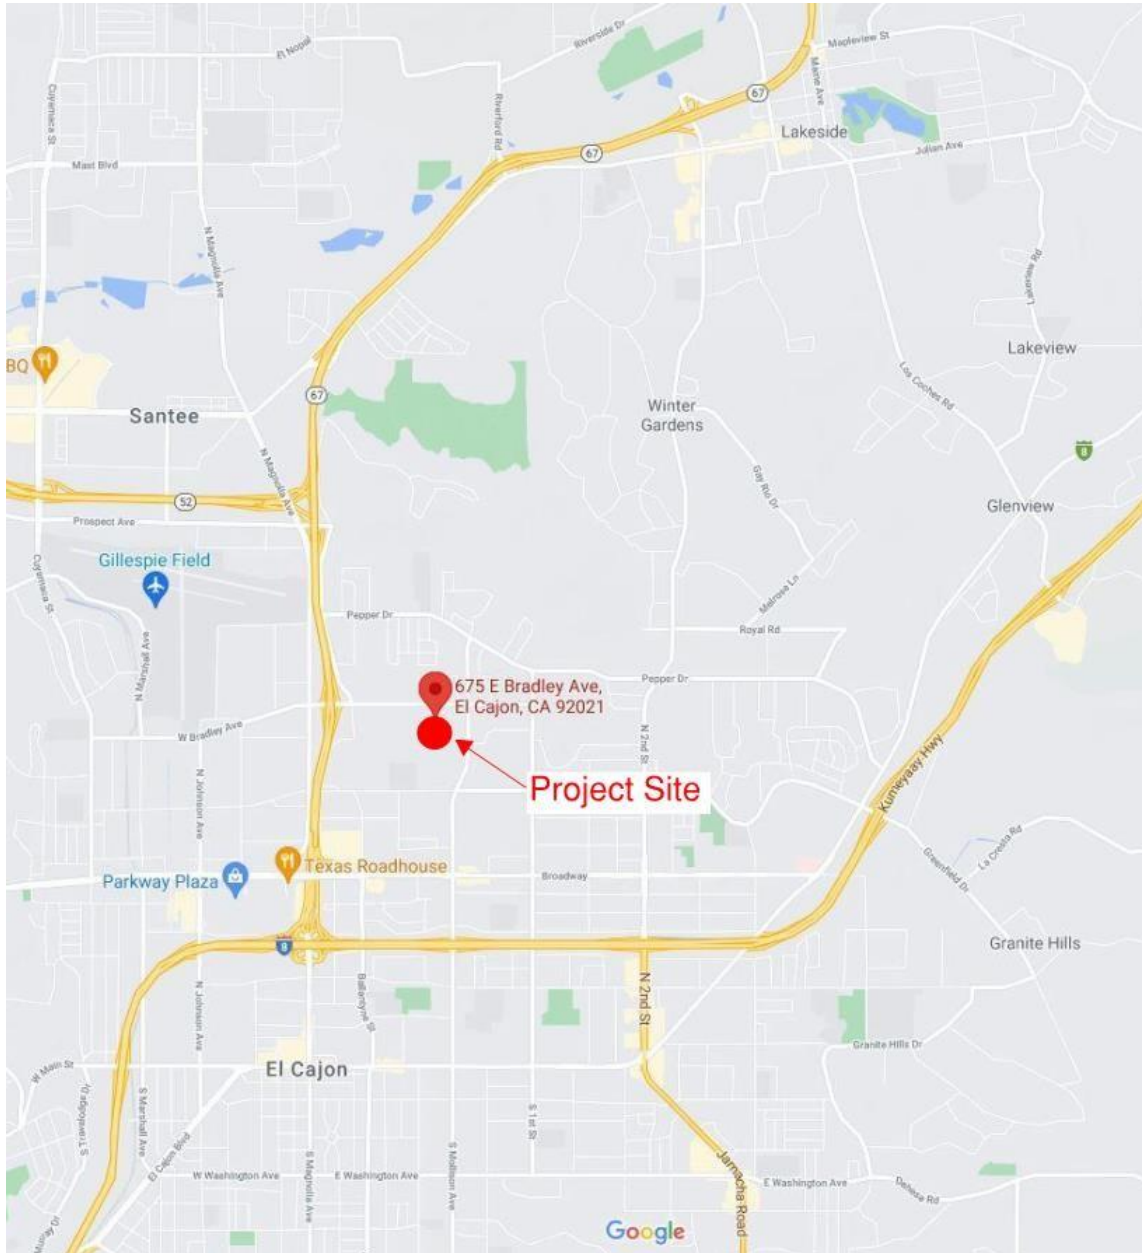 Riverside Dr
El Nopal
Mapleview St
Cuyamaca St
Riverford Rd
Maine Ave
67
Lakeside
67
Julian Ave
Mast Blvd
N Magnolia Ave
Lakeview Rd
Lakeview
BQ
Los Coches Rd
67
Santee
Winter
Gardens
N Magnolia Ave
8
Gay Rio Dr
52
Glenview
Prospect Ave
Gillespie Field
Cuyamaca St
Melrose Ln
Pepper Dr
Royal Rd
N Marshall Ave
675 E Bradley Ave,
El Cajon, CA 92021
Pepper Dr
W Bradley Ave
N 2nd St
Kumeyaay Hwy
Project Site
N Johnson Ave
La Cresta Rd
Greenfield Dr
Texas Roadhouse
Parkway Plaza
Broadway
8
Granite Hills
N Johnson Ave
Ballantyne St
N 2nd St
Granite Hills Dr
W Main St
El Cajon
S Treadgolde Dr
S Marshall Ave
El Cajon Blvd
S 1st St
S Magnolia Ave
S Mollison Ave
Jamacha Road
W Washington Ave
E Washington Ave
E Washington Ave
Dehesa Rd
Murray Dr
Google